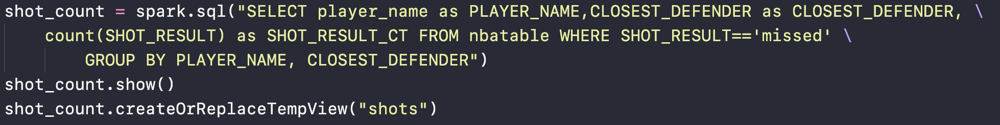 shot_count = spark.sql("SELECT player_name as PLAYER_NAME,CLOSEST_DEFENDER as CLOSEST_DEFENDER, \
    count(SHOT_RESULT) as SHOT_RESULT_CT FROM nbatable WHERE SHOT_RESULT=='missed' \
        GROUP BY PLAYER_NAME, CLOSEST_DEFENDER")
shot_count.show()
shot_count.createOrReplaceTempView("shots")